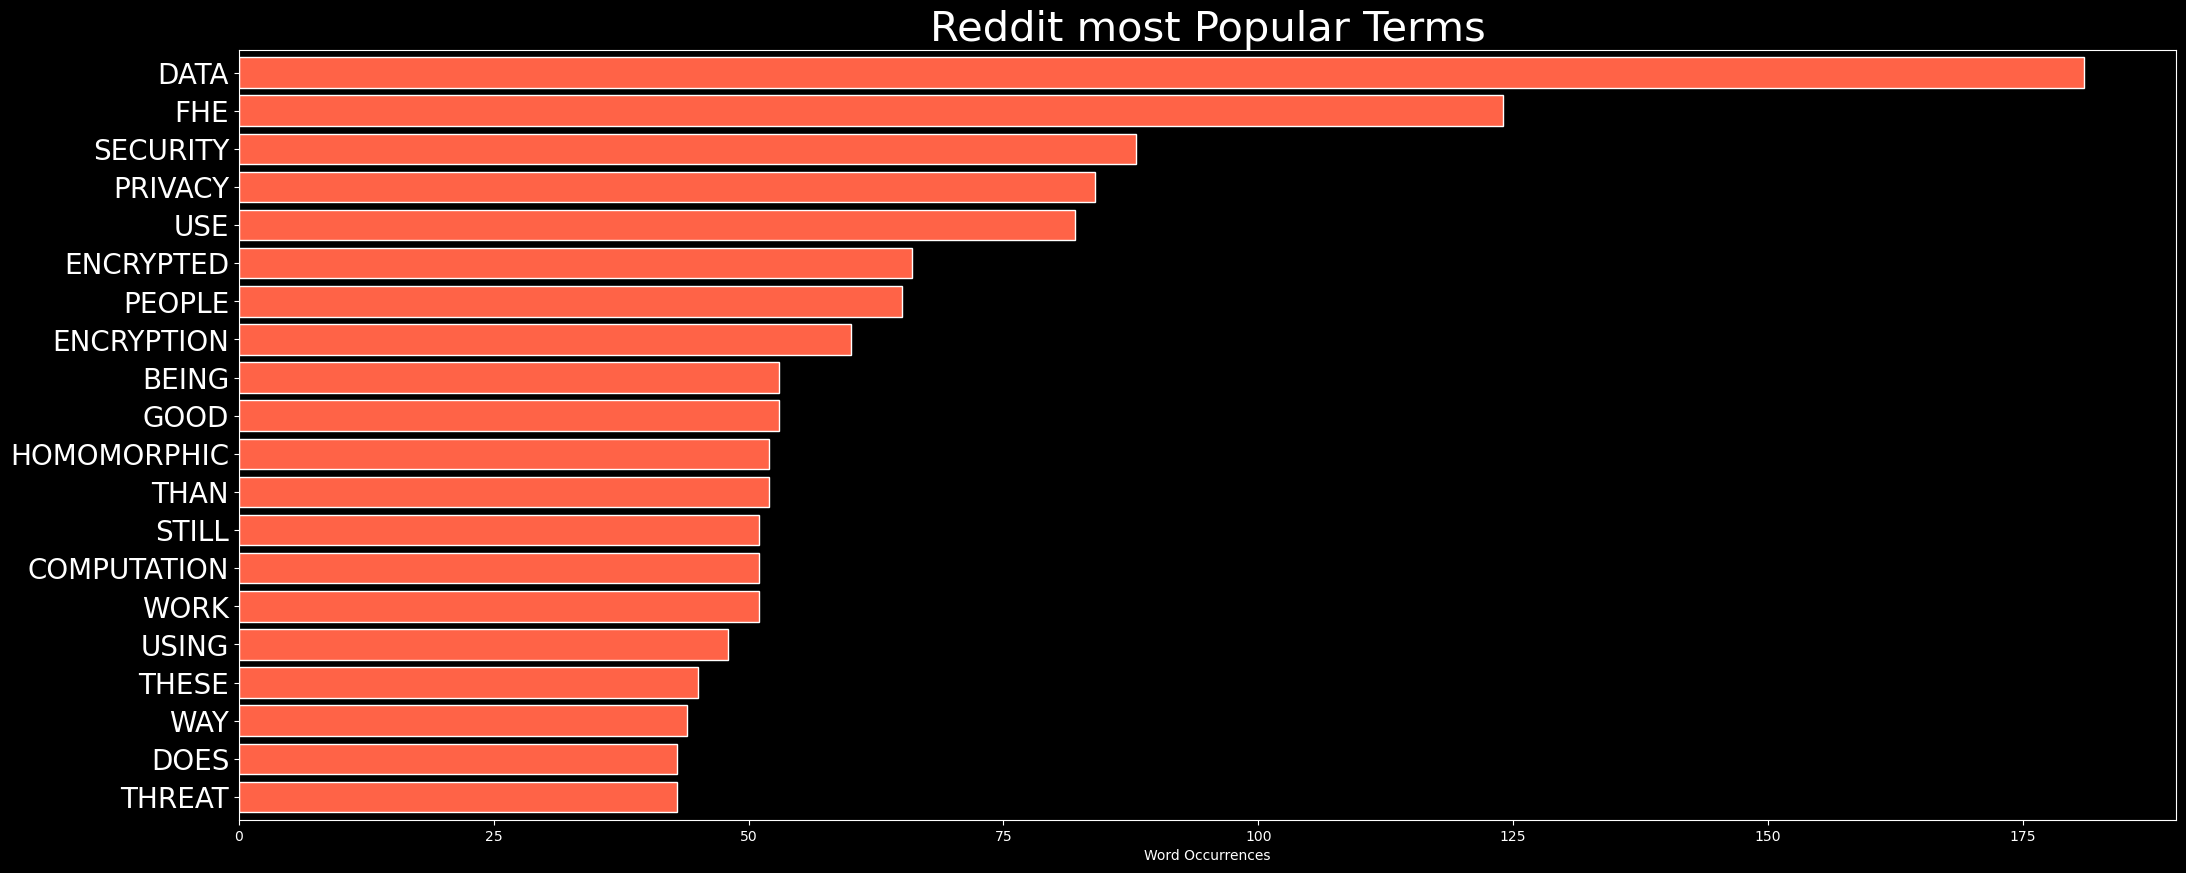 Reddit most Popular Terms
DATA
FHE
SECURITY
PRIVACY
USE
ENCRYPTED
PEOPLE
ENCRYPTION
BEING
GOOD
HOMOMORPHIC
THAN
STILL
COMPUTATION
WORK
USING
THESE
WAY
DOES
THREAT
0 25 50 75 100 125 150 175
Word Occurrences